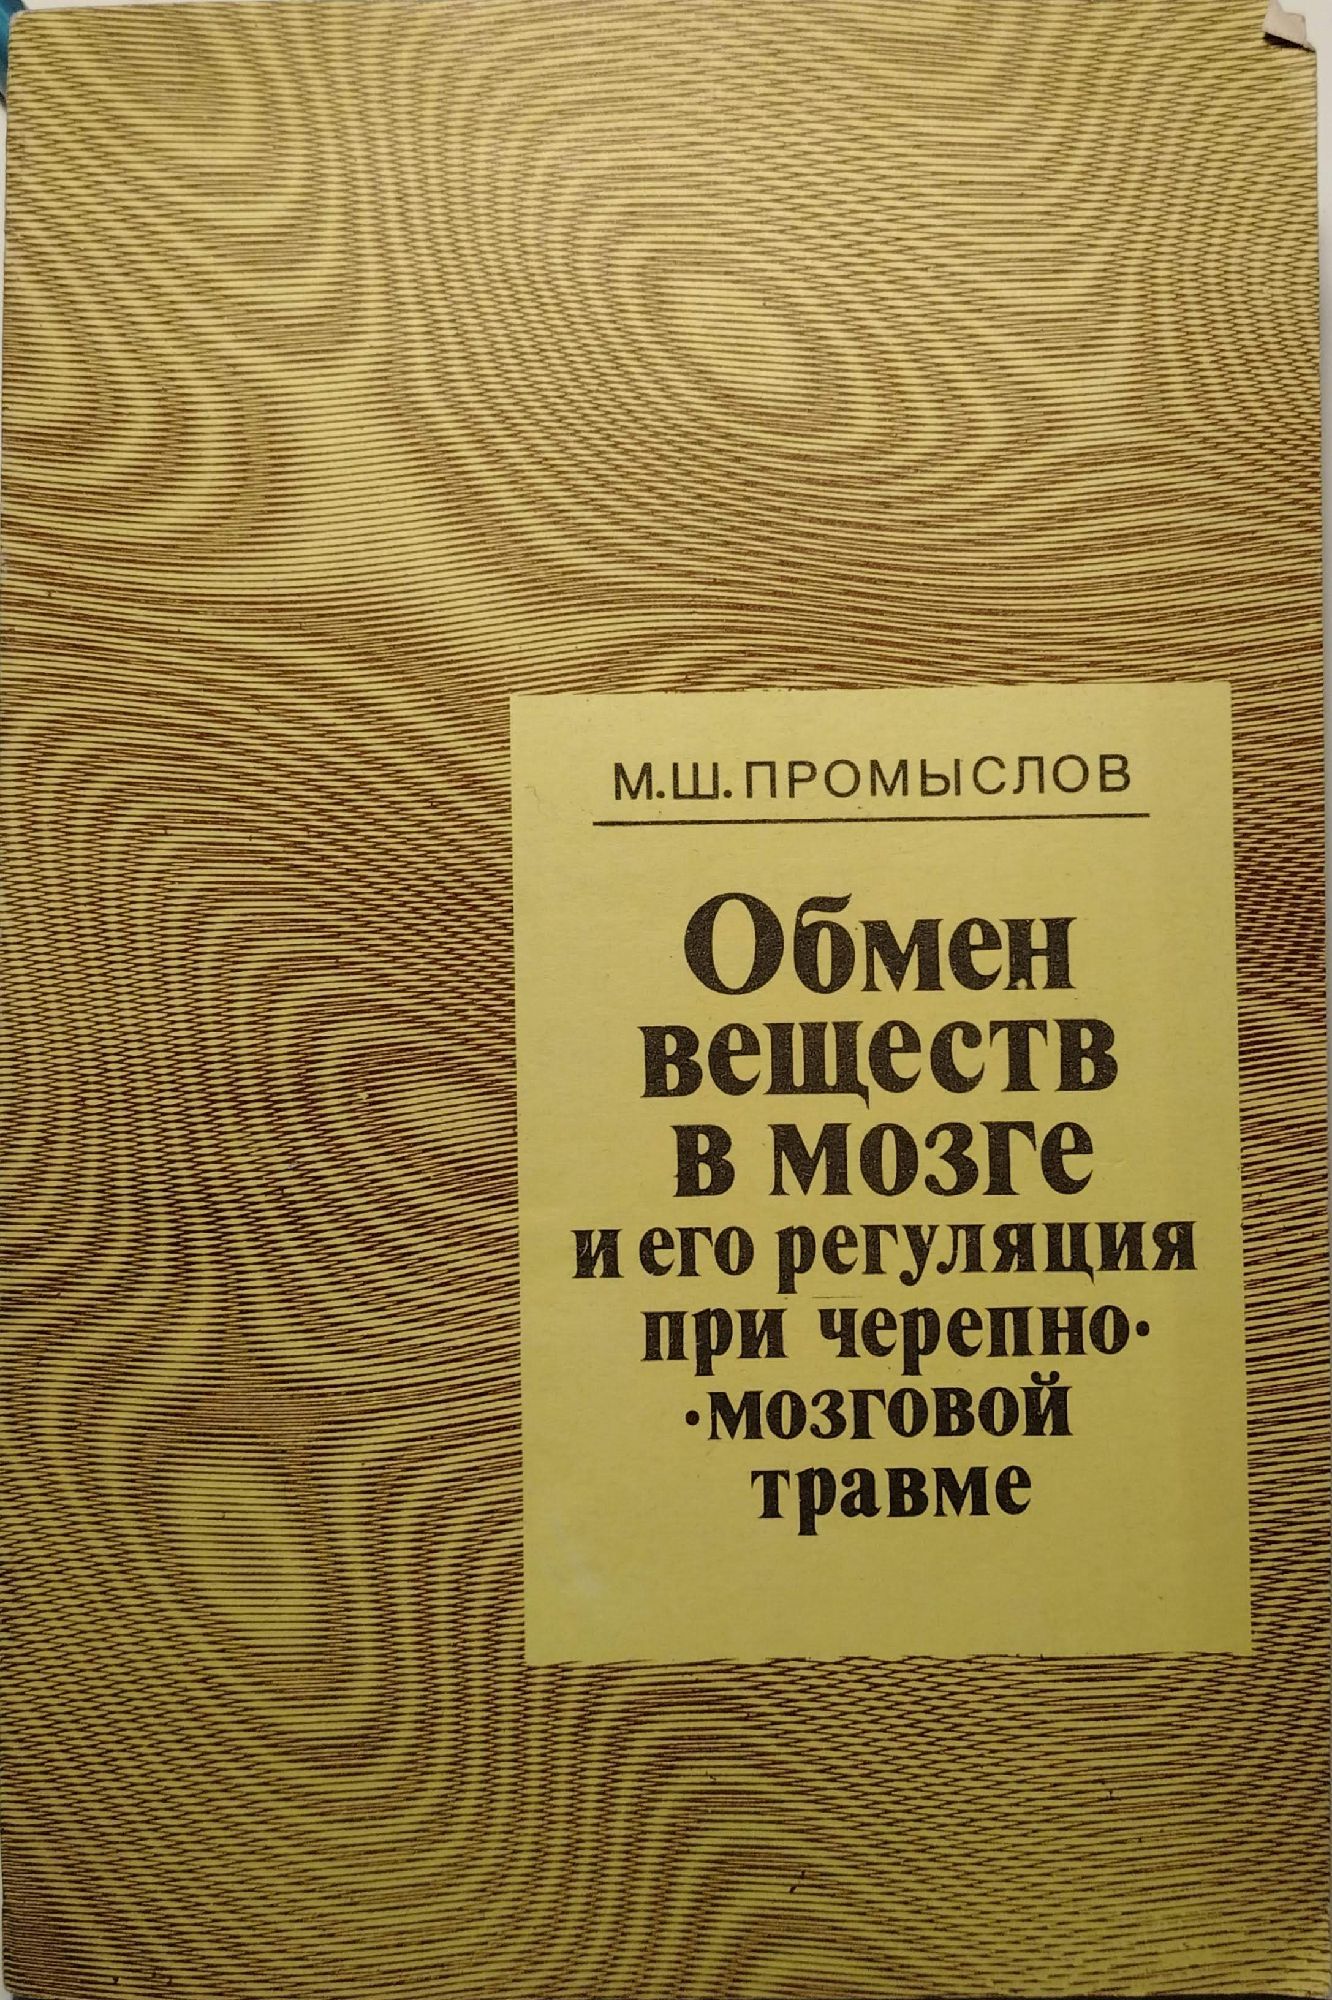 М.Ш.ПРОМЫСЛОВ
Обмен
веществ
в мозге
и его регуляция
при черепно-
-мозговой
травме